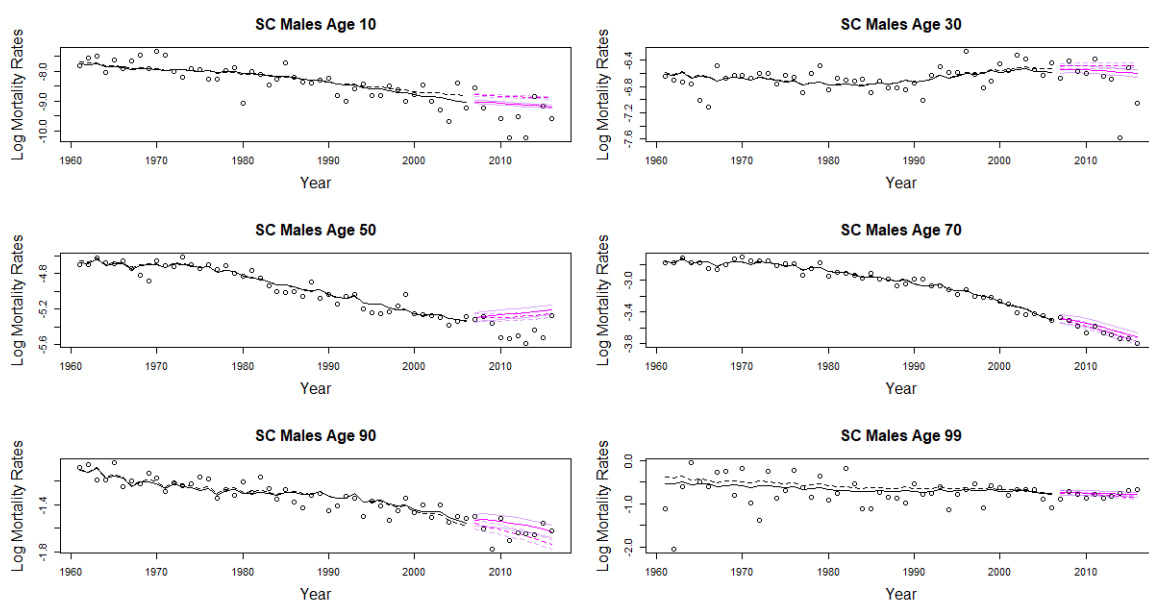 SC Males Age 10
Log Mortality Rates
-8.0
-9.0
-10.0
1960 1970 1980 1990 2000 2010
Year
SC Males Age 30
Log Mortality Rates
-6.4
-6.8
-7.2
-7.6
1960 1970 1980 1990 2000 2010
Year
SC Males Age 50
Log Mortality Rates
-4.8
-5.2
-5.6
1960 1970 1980 1990 2000 2010
Year
SC Males Age 70
Log Mortality Rates
-3.0
-3.4
-3.8
1960 1970 1980 1990 2000 2010
Year
SC Males Age 90
Log Mortality Rates
-1.4
-1.8
1960 1970 1980 1990 2000 2010
Year
SC Males Age 99
Log Mortality Rates
0.0
-1.0
-2.0
1960 1970 1980 1990 2000 2010
Year